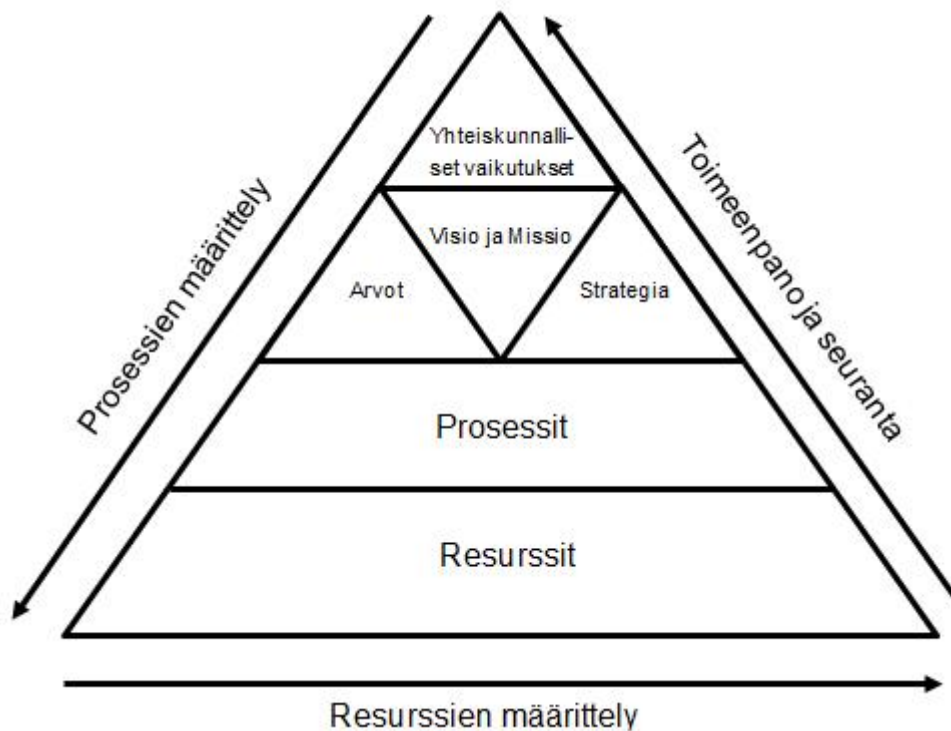 Prosessien määrittely
Toimeenpano ja seuranta
Yhteiskunnalli-
set vaikutukset
Visio ja Missio
Arvot
Strategia
Prosessit
Resurssit
Resurssien määrittely